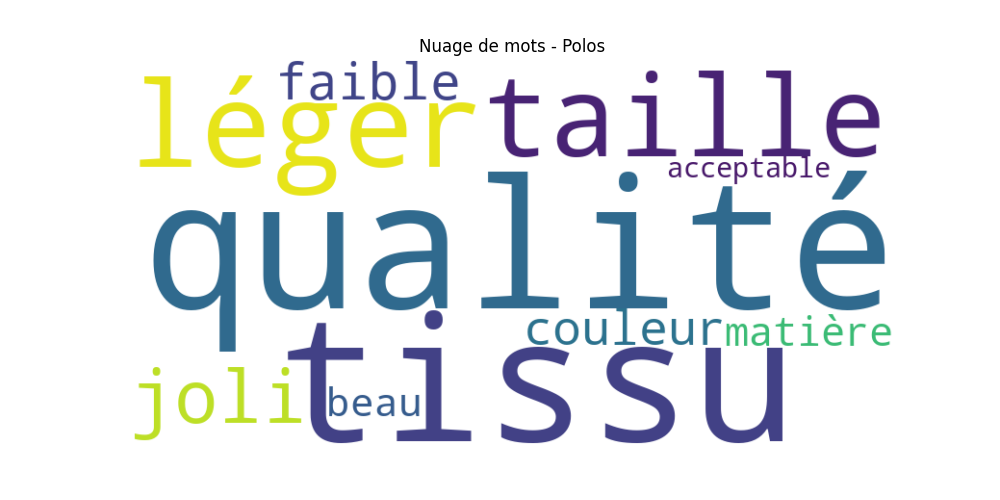 Nuage de mots - Polos
faible
léger
taille
acceptable
qualité
couleur
matière
tissu
joli
beau